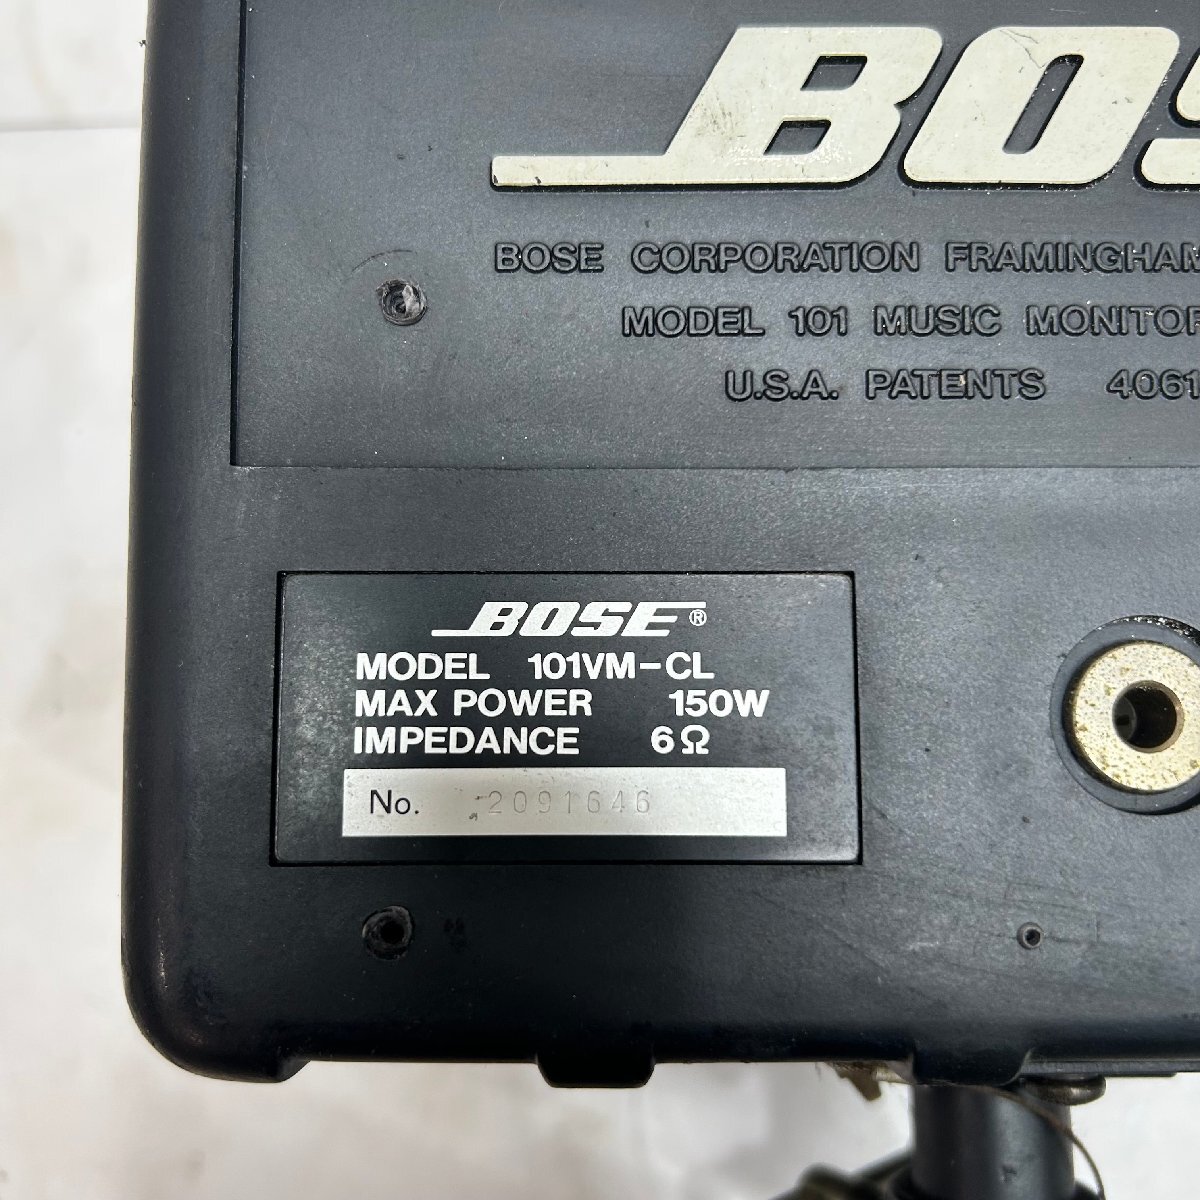 BOS
BOSE CORPORATION FRAMINGHAM
MODEL 101 MUSIC MONITOR
U.S.A. PATENTS 4061
BOSE®
MODEL 101VM-CL
MAX POWER 150W
IMPEDANCE 6Ω
No. 2091646